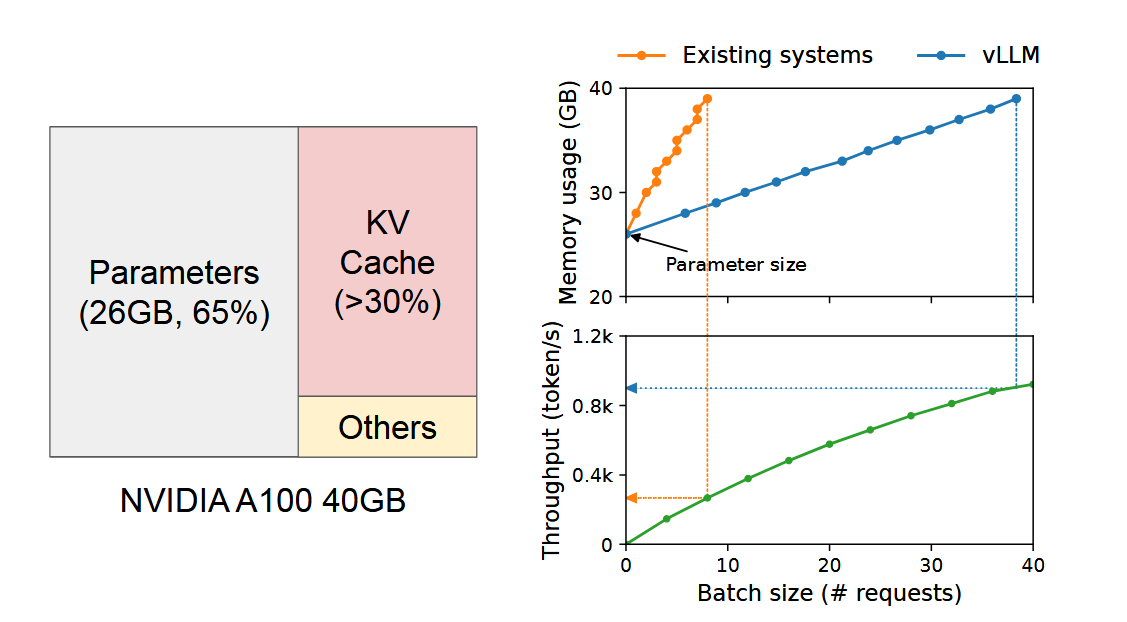 Parameters
(26GB, 65%)
KV
Cache
(>30%)
Others
NVIDIA A100 40GB
Existing systems
vLLM
Memory usage (GB)
40
30
20
Parameter size
Throughput (token/s)
1.2k
0.8k
0.4k
0
0 10 20 30 40
Batch size (# requests)